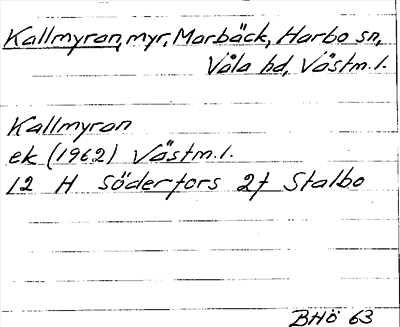 Kallmyran, myr, Marbäck, Harbo sn,
Våla hd, Västm.l.
Kallmyran
ek (1962) Västm.l.
12 H Söderfors 2f Stalbo
BHÖ 63